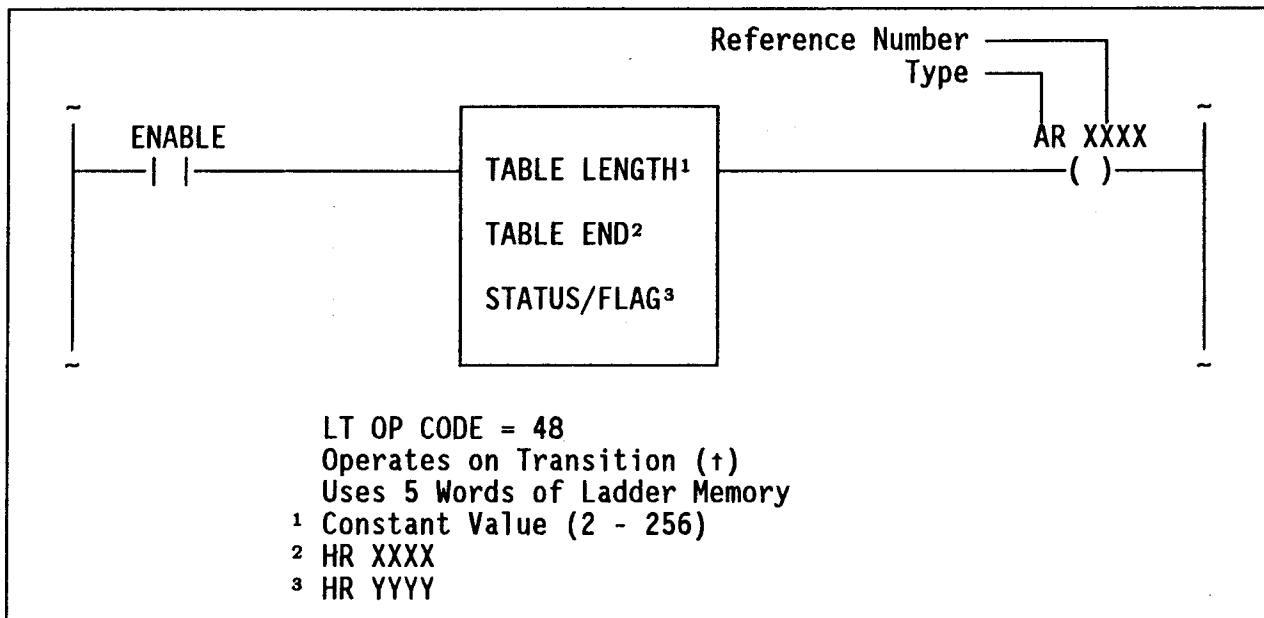 Reference Number
Type
~ ~
ENABLE AR XXXX
TABLE LENGTH¹ ( )
TABLE END²
STATUS/FLAG³
~ ~
LT OP CODE = 48
Operates on Transition (↑)
Uses 5 Words of Ladder Memory
¹ Constant Value (2 - 256)
² HR XXXX
³ HR YYYY